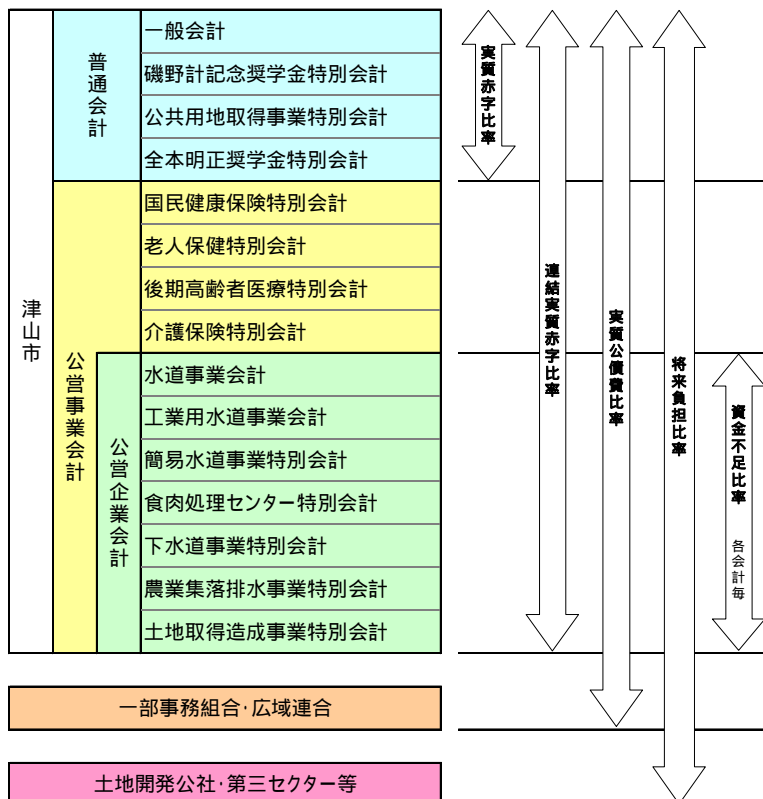 津山市
普通会計
一般会計
磯野計記念奨学金特別会計
公共用地取得事業特別会計
全本明正奨学金特別会計
公営事業会計
国民健康保険特別会計
老人保健特別会計
後期高齢者医療特別会計
介護保険特別会計
公営企業会計
水道事業会計
工業用水道事業会計
簡易水道事業特別会計
食肉処理センター特別会計
下水道事業特別会計
農業集落排水事業特別会計
土地取得造成事業特別会計
一部事務組合・広域連合
土地開発公社・第三セクター等
実質赤字比率
連結実質赤字比率
実質公債費比率
将来負担比率
資金不足比率
各会計毎